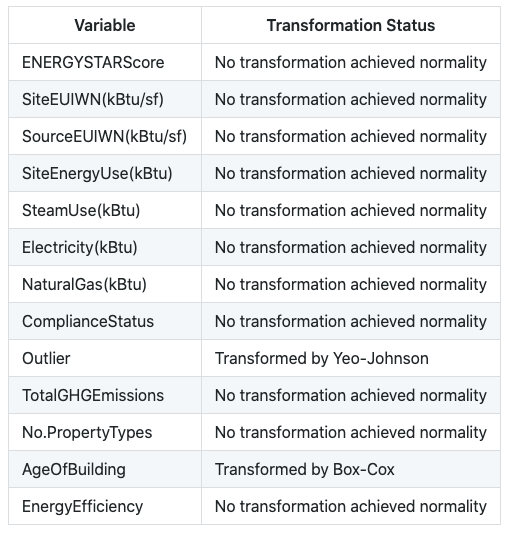 Variable Transformation Status
ENERGYSTARScore No transformation achieved normality
SiteEUIWN(kBtu/sf) No transformation achieved normality
SourceEUIWN(kBtu/sf) No transformation achieved normality
SiteEnergyUse(kBtu) No transformation achieved normality
SteamUse(kBtu) No transformation achieved normality
Electricity(kBtu) No transformation achieved normality
NaturalGas(kBtu) No transformation achieved normality
ComplianceStatus No transformation achieved normality
Outlier Transformed by Yeo-Johnson
TotalGHGEmissions No transformation achieved normality
No.PropertyTypes No transformation achieved normality
AgeOfBuilding Transformed by Box-Cox
EnergyEfficiency No transformation achieved normality